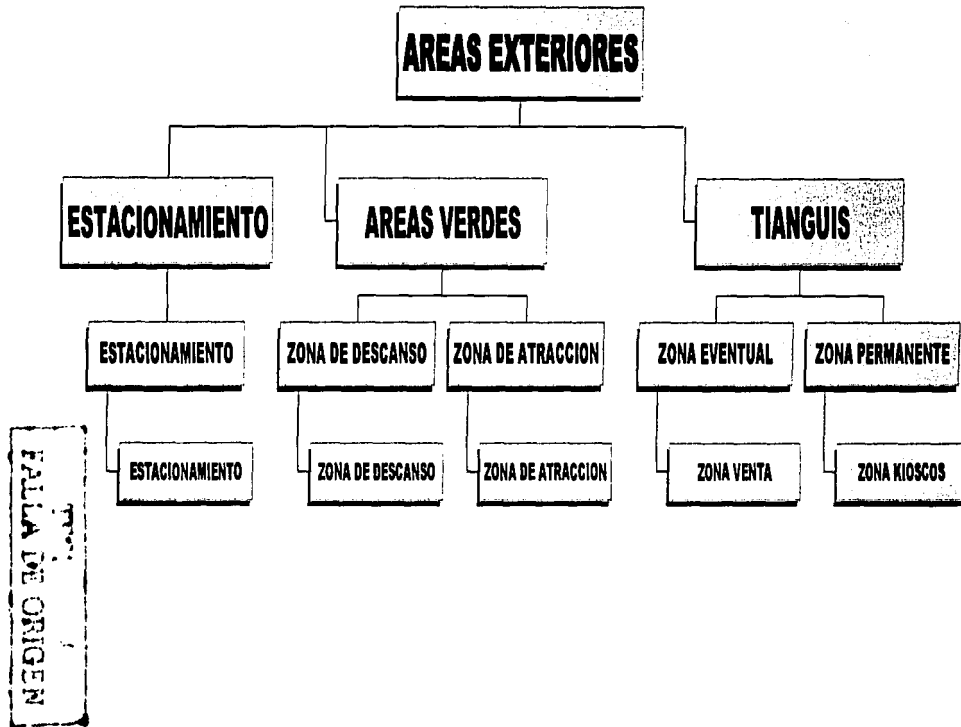 AREAS EXTERIORES
ESTACIONAMIENTO
AREAS VERDES
TIANGUIS
ESTACIONAMIENTO
ZONA DE DESCANSO
ZONA DE ATRACCION
ZONA EVENTUAL
ZONA PERMANENTE
ESTACIONAMIENTO
ZONA DE DESCANSO
ZONA DE ATRACCION
ZONA VENTA
ZONA KIOSCOS
FALLA DE ORIGEN